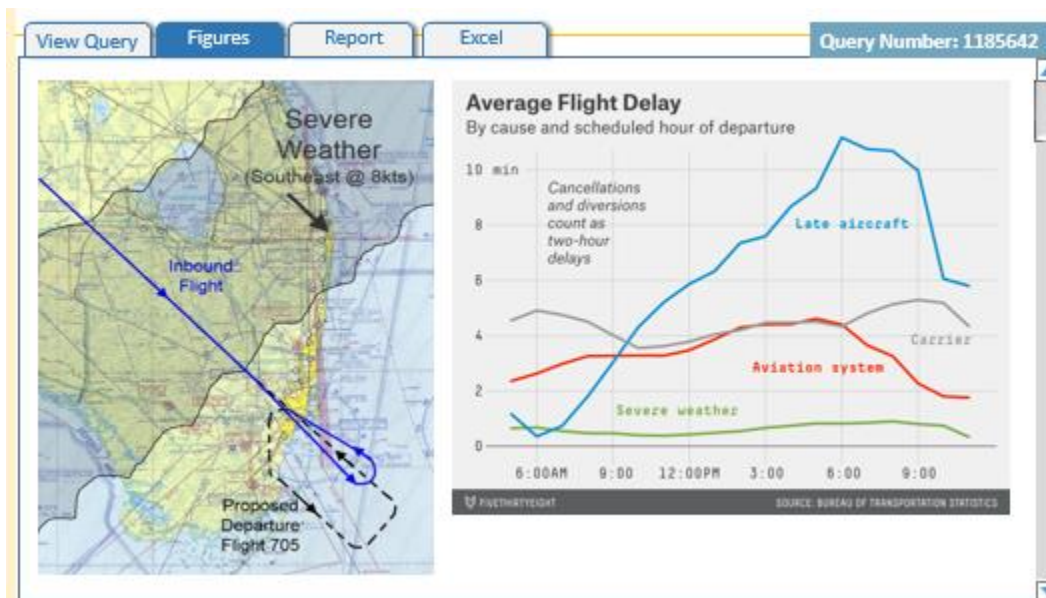 View Query
Figures
Report
Excel
Query Number: 1185642
Severe
Weather
(Southeast @ 8kts)
Inbound
Flight
Proposed
Departure
Flight 705
Average Flight Delay
By cause and scheduled hour of departure
10 min
Cancellations
and diversions
count as
two-hour
delays
8
6
4
2
0
Late aircraft
Carrier
Aviation system
Severe weather
6:00AM
9:00
12:00PM
3:00
6:00
9:00
FIVETHIRTYEIGHT
SOURCE: BUREAU OF TRANSPORTATION STATISTICS